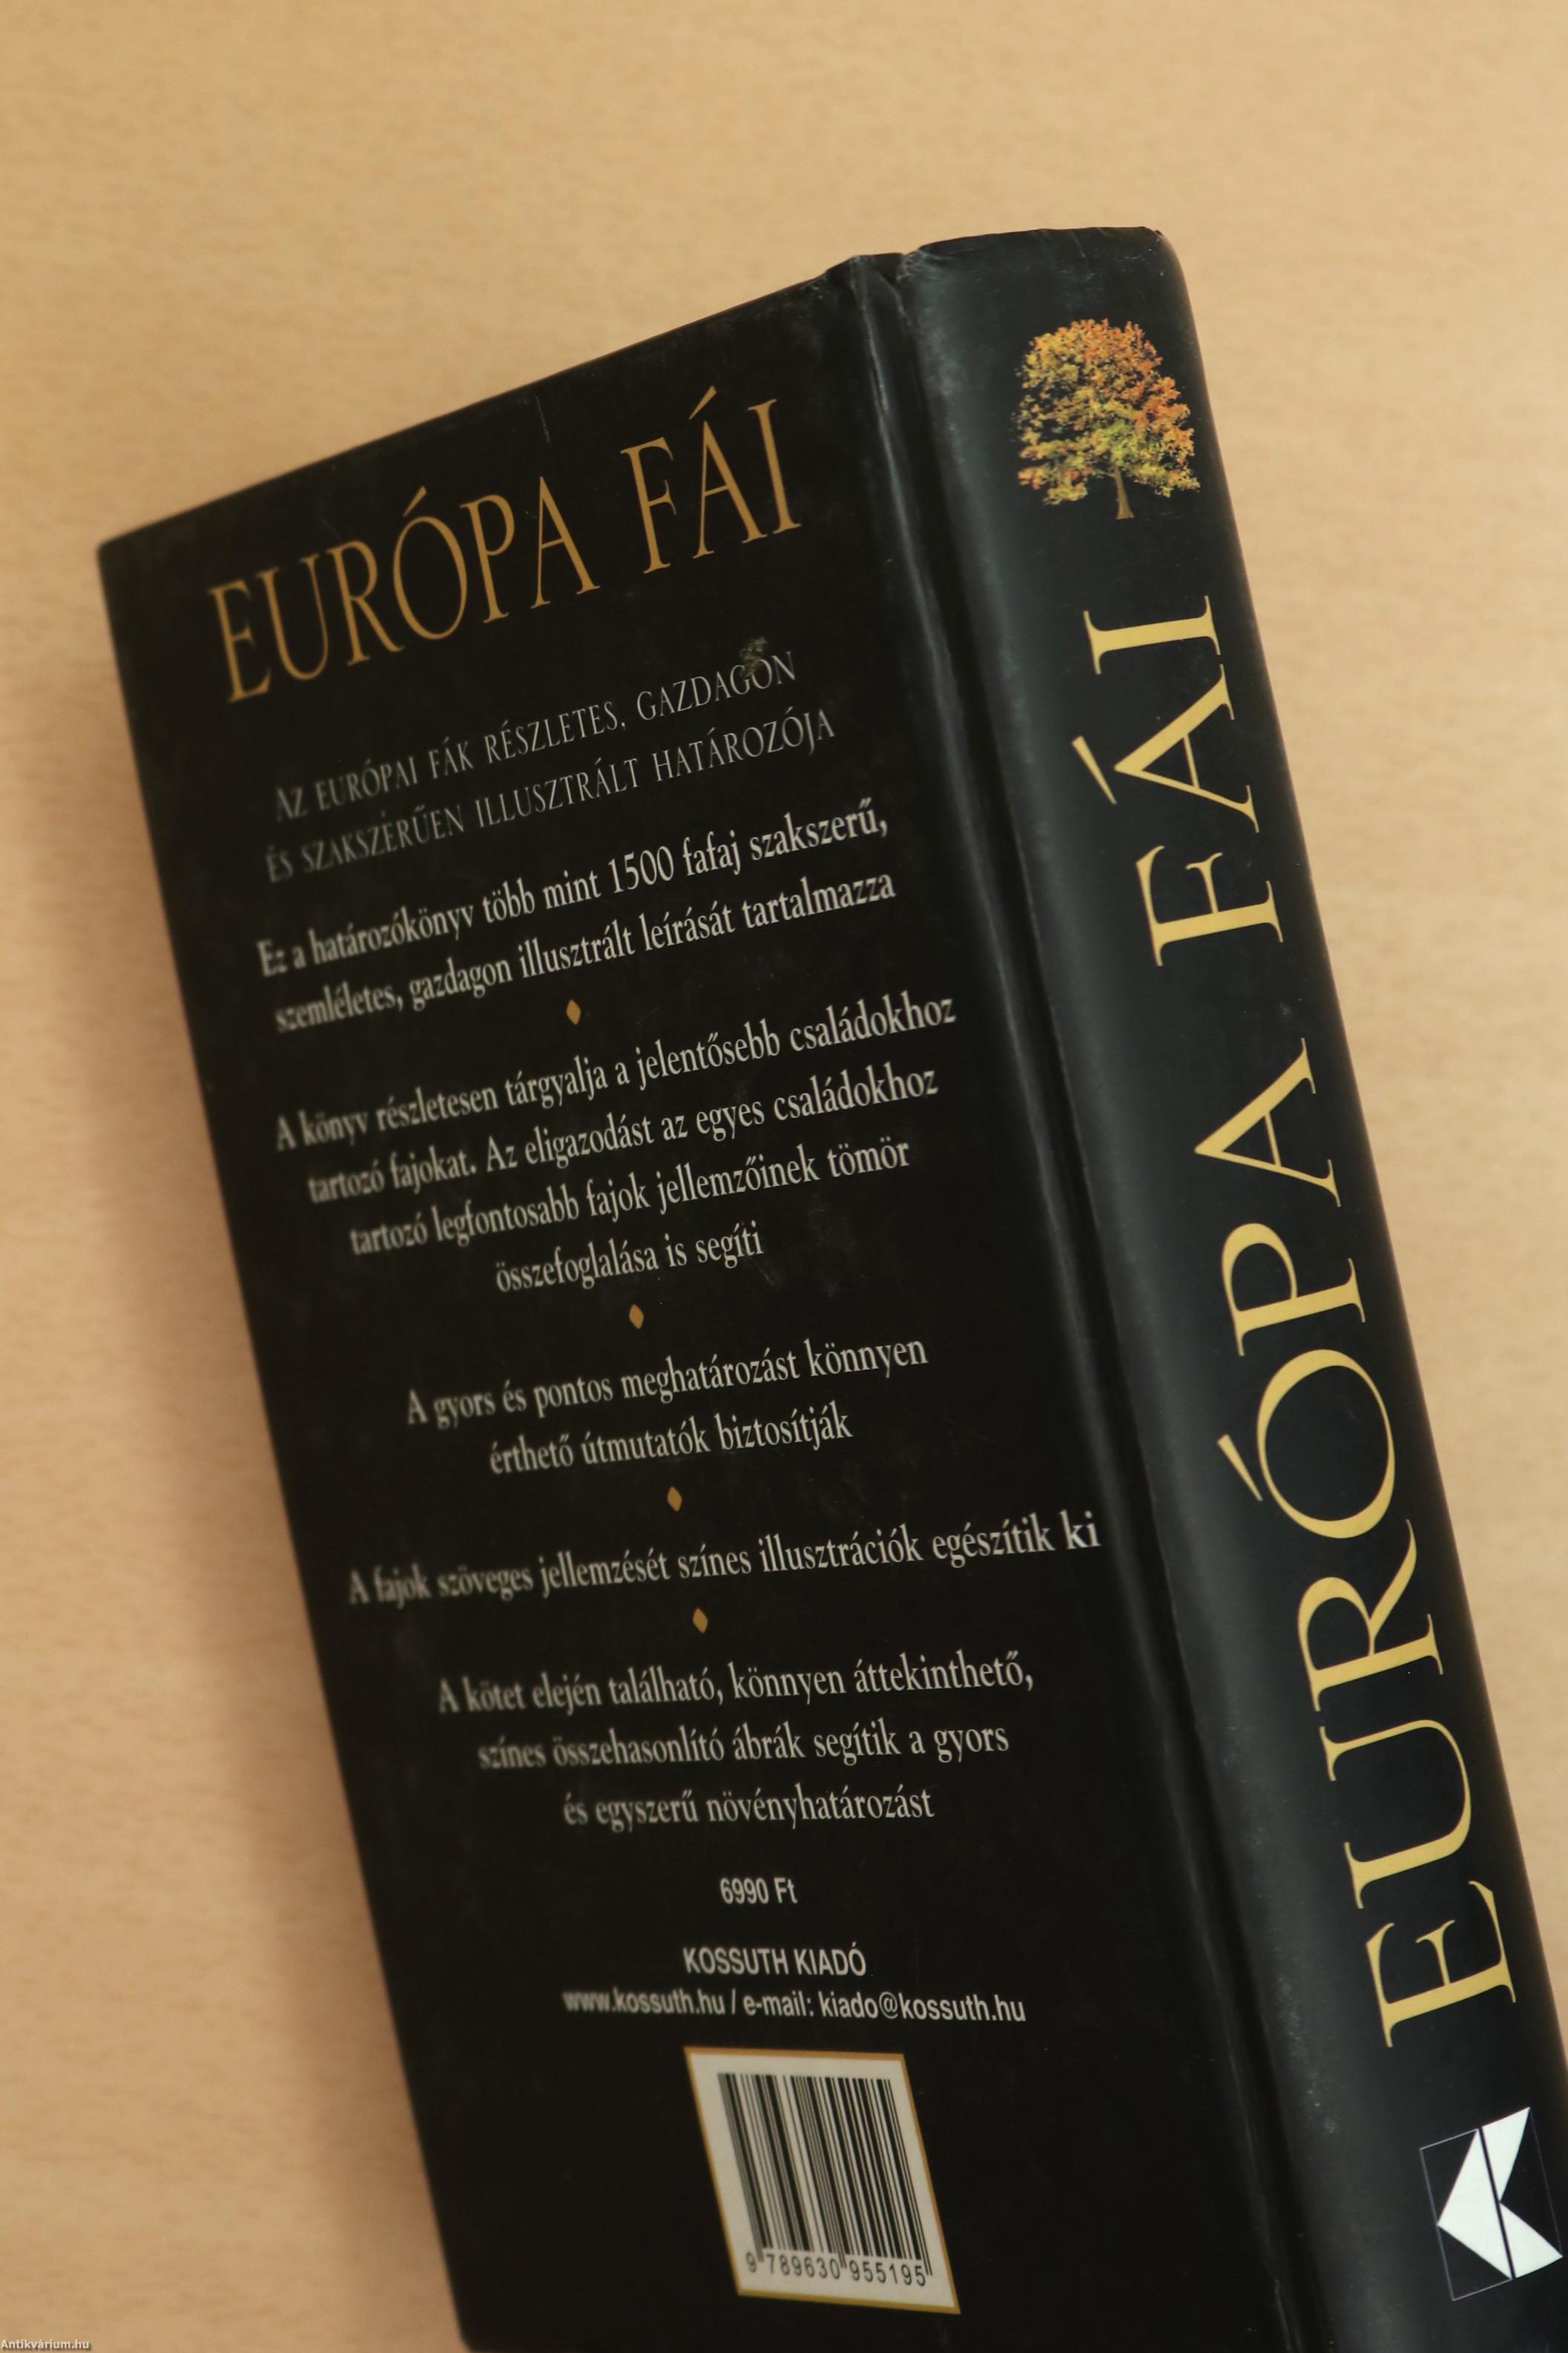 EURÓPA FÁI
AZ EURÓPAI FÁK RÉSZLETES, GAZDAGON
ÉS SZAKSZERŰEN ILLUSZTRÁLT HATÁROZÓJA
Ez a határozókönyv több mint 1500 fafaj szakszerű,
szemléletes, gazdagon illusztrált leírását tartalmazza
A könyv részletesen tárgyalja a jelentősebb családokhoz
tartozó fajokat. Az eligazodást az egyes családokhoz
tartozó legfontosabb fajok jellemzőinek tömör
összefoglalása is segíti
A gyors és pontos meghatározást könnyen
érthető útmutatók biztosítják
A fajok szöveges jellemzését színes illusztrációk egészítik ki
A kötet elején található, könnyen áttekinthető,
színes összehasonlító ábrák segítik a gyors
és egyszerű növényhatározást
6990 Ft
KOSSUTH KIADÓ
www.kossuth.hu / e-mail: kiado@kossuth.hu
9 789630 955195
EURÓPA FÁI
Antikvárium.hu